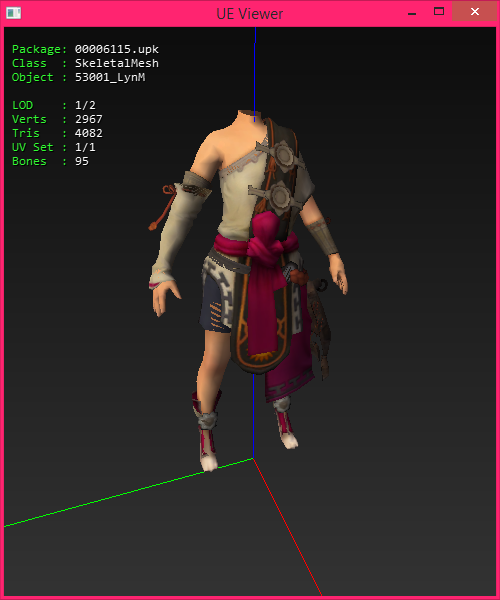 UE Viewer
Package: 00006115.upk
Class : SkeletalMesh
Object : 53001_LynM
LOD : 1/2
Verts : 2967
Tris : 4082
UV Set : 1/1
Bones : 95